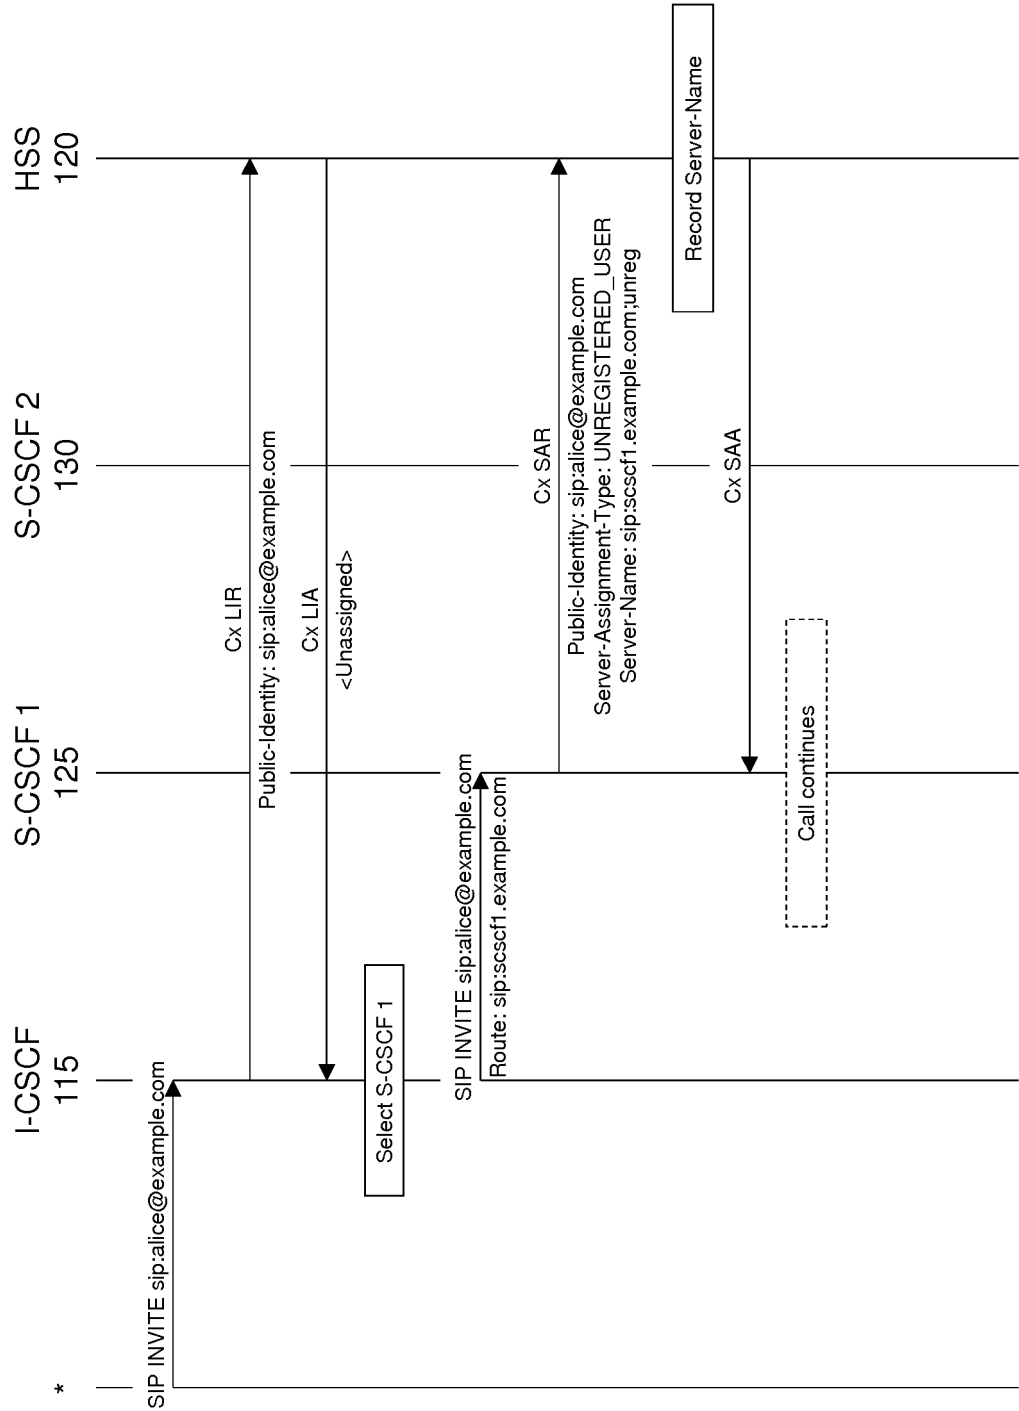 *
I-CSCF
115
S-CSCF 1
125
S-CSCF 2
130
HSS
120
SIP INVITE sip:alice@example.com
Cx LIR
Public-Identity: sip:alice@example.com
Cx LIA
<Unassigned>
Select S-CSCF 1
SIP INVITE sip:alice@example.com
Route: sip:scscf1.example.com
Cx SAR
Public-Identity: sip:alice@example.com
Server-Assignment-Type: UNREGISTERED_USER
Server-Name: sip:scscf1.example.com;unreg
Record Server-Name
Cx SAA
Call continues